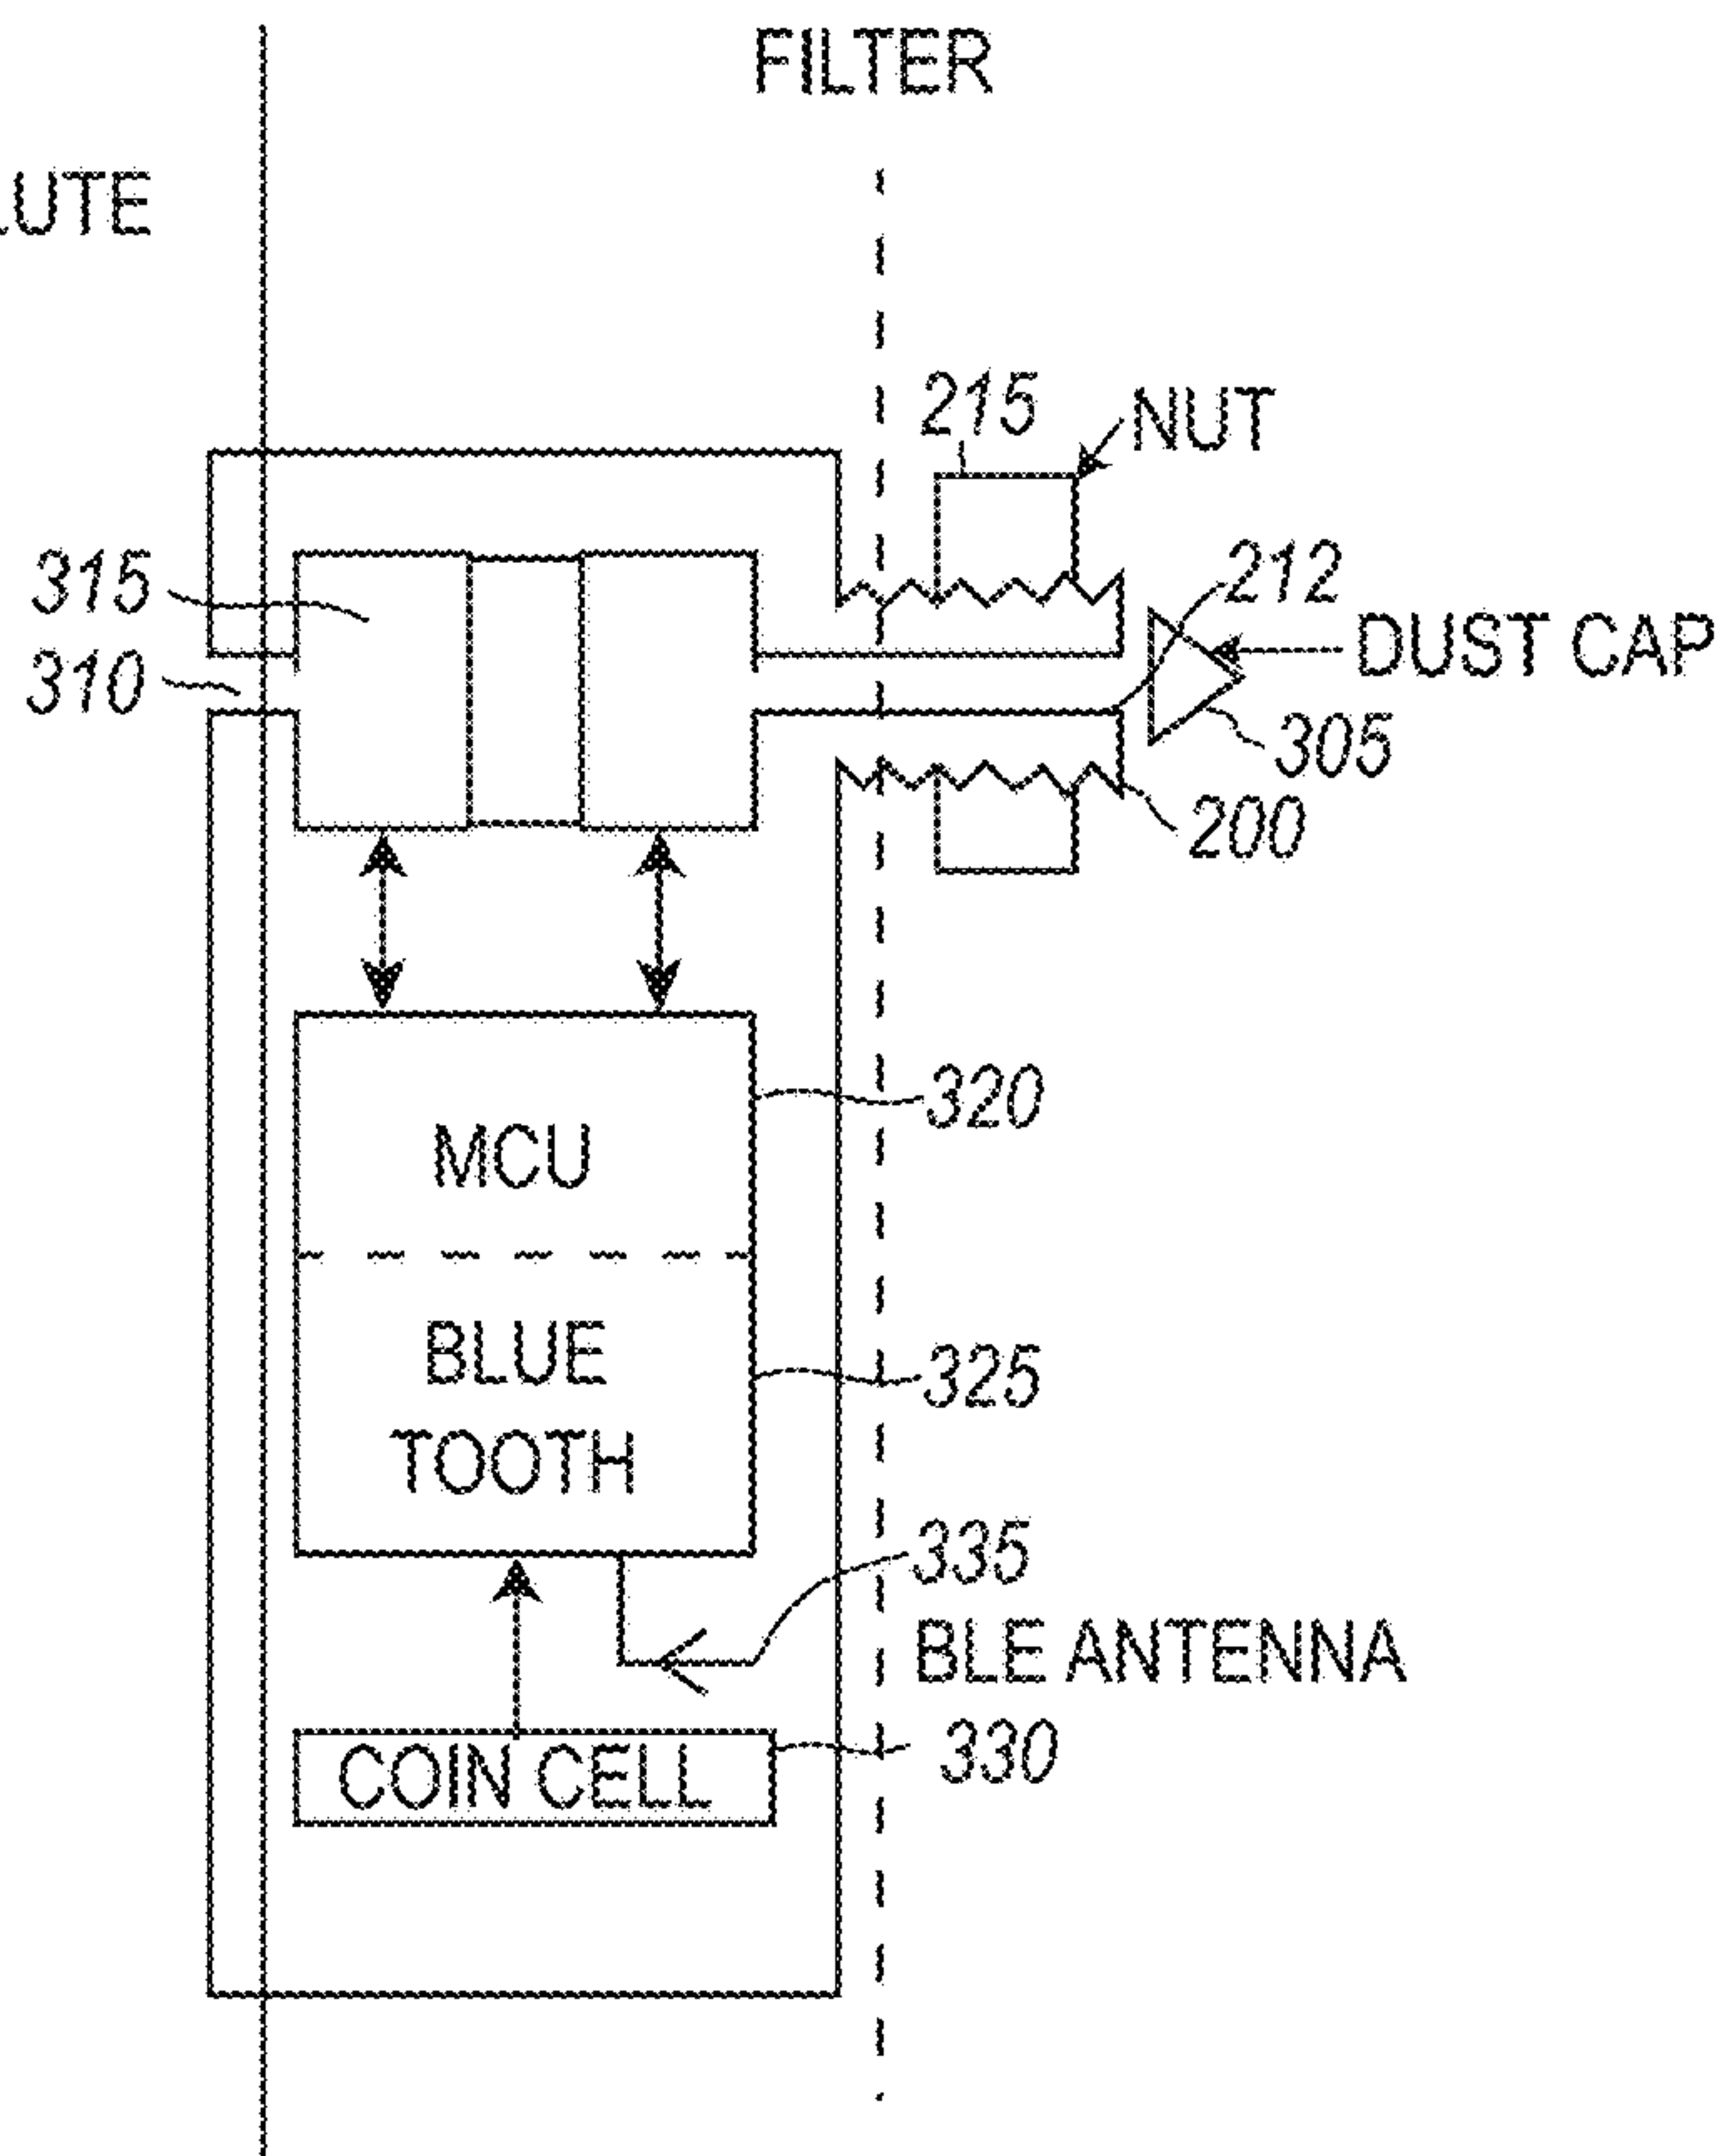 FILTER
LUTE
215
NUT
315
212
310
DUST CAP
305
200
320
MCU
BLUE
325
TOOTH
335
BLE ANTENNA
330
COIN CELL